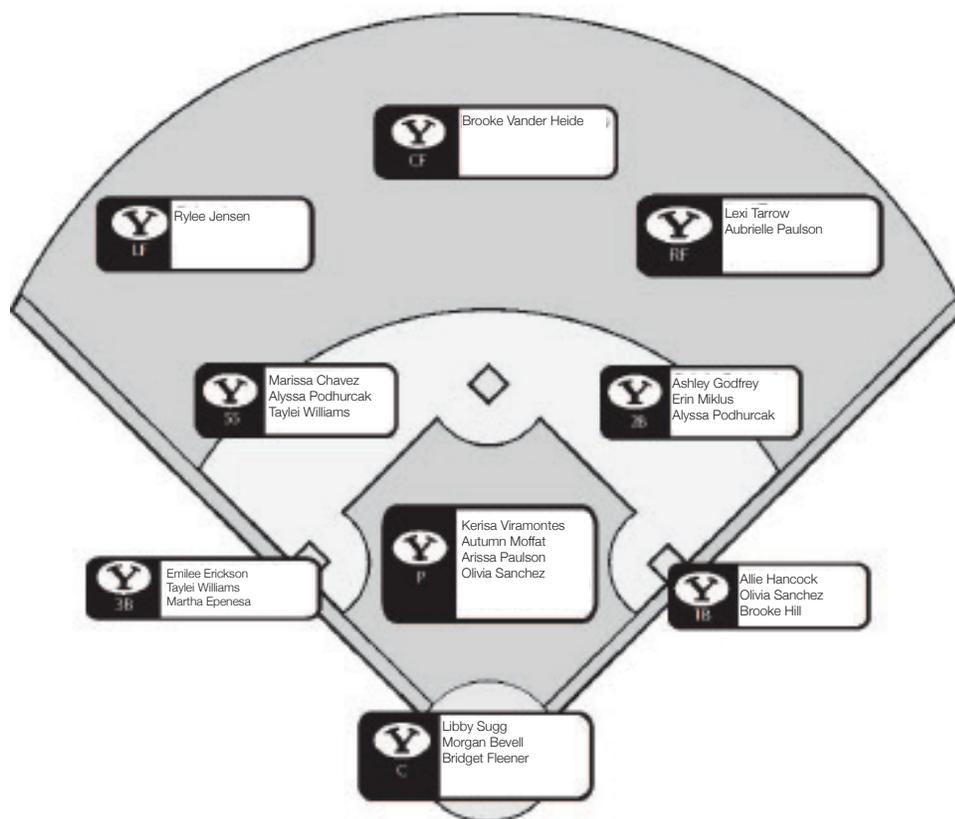 Y
CF
Brooke Vander Heide
Y
LF
Rylee Jensen
Y
RF
Lexi Tarrow
Aubrielle Paulson
Y
SS
Marissa Chavez
Alyssa Podhurcak
Taylei Williams
Y
2B
Ashley Godfrey
Erin Miklus
Alyssa Podhurcak
Y
3B
Emilee Erickson
Taylei Williams
Martha Epenesa
Y
P
Kerisa Viramontes
Autumn Moffat
Arissa Paulson
Olivia Sanchez
Y
1B
Allie Hancock
Olivia Sanchez
Brooke Hill
Y
C
Libby Sugg
Morgan Bevell
Bridget Fleener